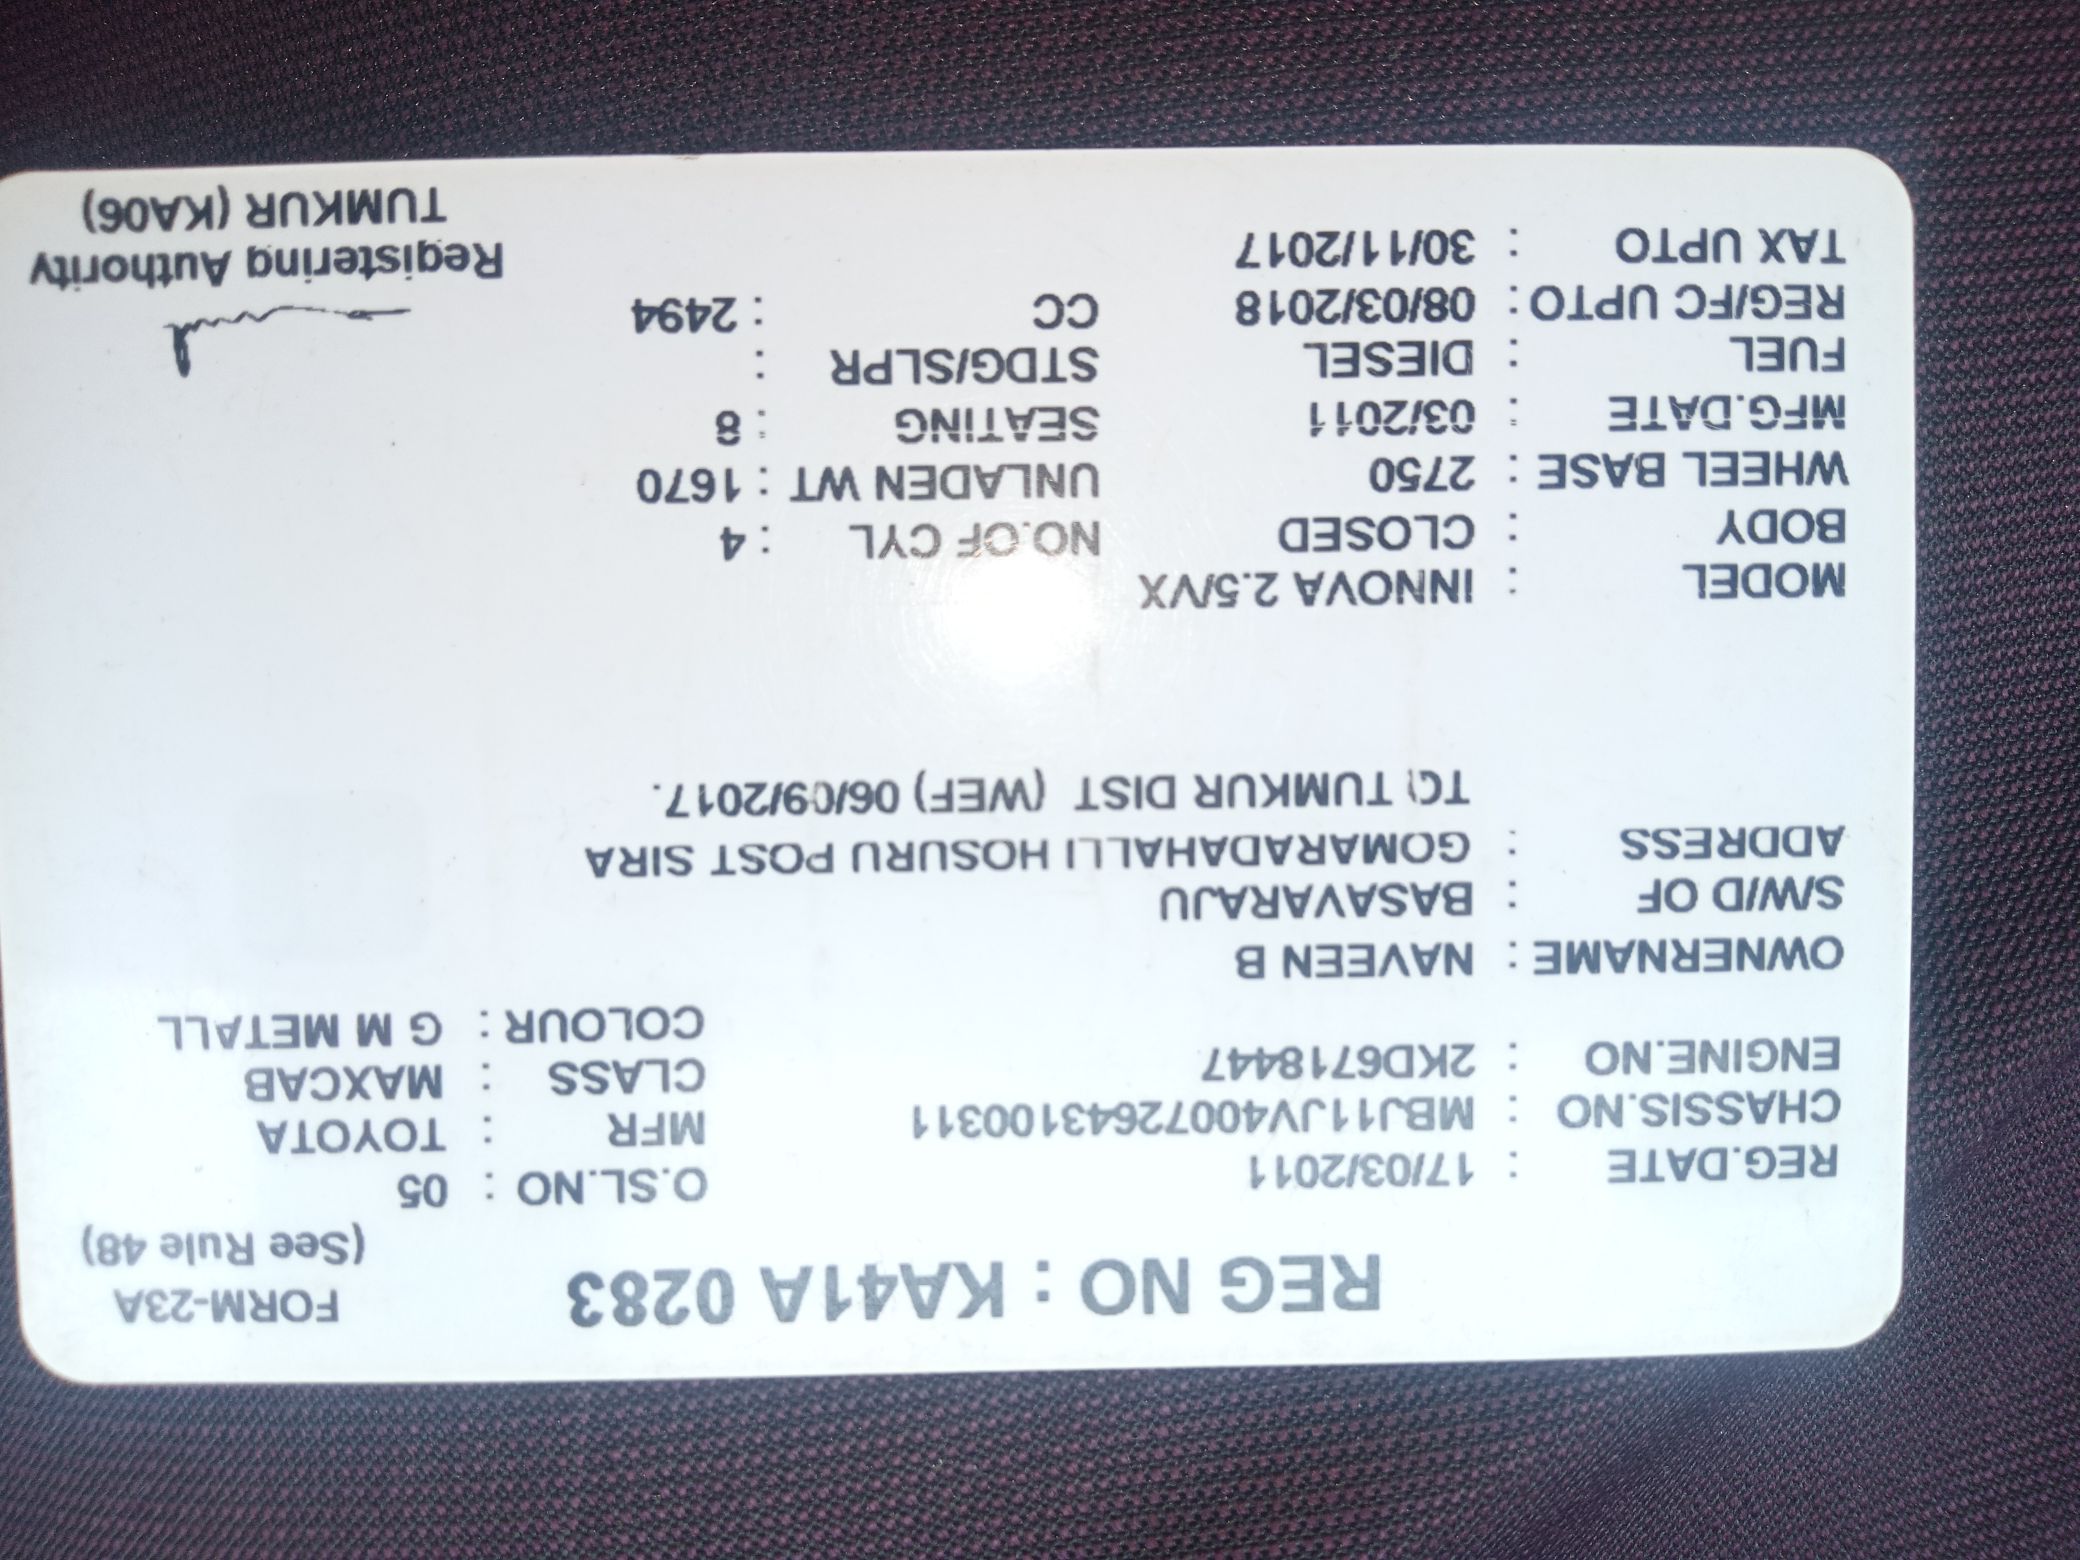 FORM-23A
REG NO : KA41A 0283
(See Rule 48)
REG.DATE : 17/03/2011 O.SL.NO : 05
CHASSIS.NO : MBJ11JV40072643100311 MFR : TOYOTA
ENGINE.NO : 2KD6718447 CLASS : MAXCAB
COLOUR : G M METALL
OWNERNAME : NAVEEN B
S/W/D OF : BASAVARAJU
ADDRESS : GOMARADAHALLI HOSURU POST SIRA
TQ TUMKUR DIST (WEF) 06/09/2017.
MODEL : INNOVA 2.5/VX
BODY : CLOSED NO.OF CYL : 4
WHEEL BASE : 2750 UNLADEN WT : 1670
MFG.DATE : 03/2011 SEATING : 8
FUEL : DIESEL STDG/SLPR :
REG/FC UPTO : 08/03/2018 CC : 2494
TAX UPTO : 30/11/2017
Registering Authority
TUMKUR (KA06)